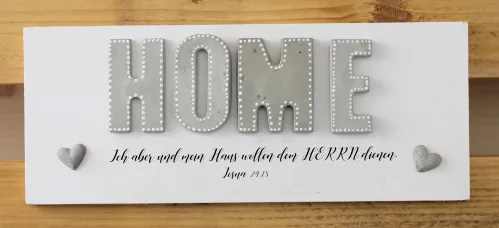 HOME
Ich aber und mein Haus wollen dem HERRN dienen.
Josua 24:15